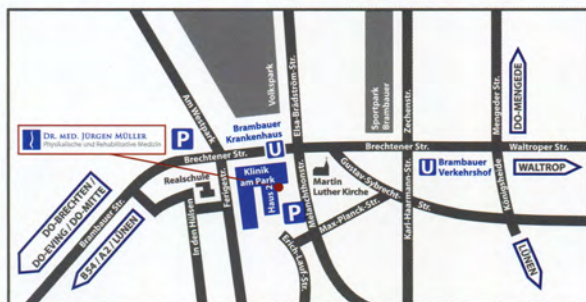 Am Westpark
Volkspark
Elsa-Brädström-Str.
Sportpark
Brambauer
Zechenstr.
Mengeder Str.
DO-MENGEDE
DR. MED. JÜRGEN MÜLLER
Physikalische und Rehabilitative Medizin
P
Brambauer
Krankenhaus
U
Brechtener Str.
Brechtener Str.
Waltroper Str.
WALTROP
Realschule
Klinik
am Park
Haus 2
Martin
Luther Kirche
U
Brambauer
Verkehrshof
DO-BRECHTEN /
DO-EVING / DO-MITTE
Brambauer Str.
B54 / A2 / LÜNEN
In den Hülsen
Ferdigestr.
P
Melanchthonstr.
Gustav-Sybrecht-Str.
Max-Planck-Str.
Erich-Lauf-Str.
Karl-Haarmann-Str.
Königsheide
LÜNEN